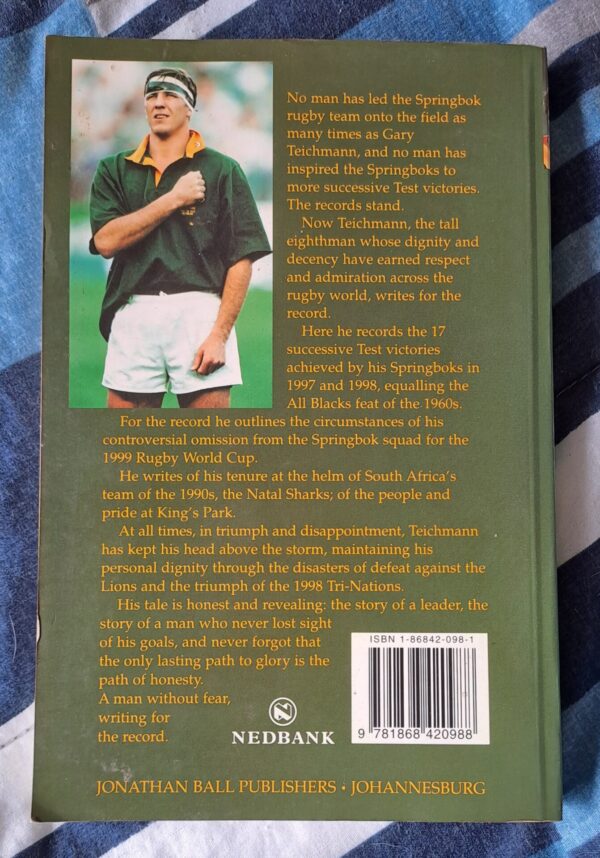 No man has led the Springbok
rugby team onto the field as
many times as Gary
Teichmann, and no man has
inspired the Springboks to
more successive Test victories.
The records stand.
Now Teichmann, the tall
eighthman whose dignity and
decency have earned respect
and admiration across the
rugby world, writes for the
record.
Here he records the 17
successive Test victories
achieved by his Springboks in
1997 and 1998, equalling the
All Blacks feat of the 1960s.
For the record he outlines the circumstances of his
controversial omission from the Springbok squad for the
1999 Rugby World Cup.
He writes of his tenure at the helm of South Africa's
team of the 1990s, the Natal Sharks; of the people and
pride at King's Park.
At all times, in triumph and disappointment, Teichmann
has kept his head above the storm, maintaining his
personal dignity through the disasters of defeat against the
Lions and the triumph of the 1998 Tri-Nations.
His tale is honest and revealing: the story of a leader, the
story of a man who never lost sight
of his goals, and never forgot that
the only lasting path to glory is the
path of honesty.
A man without fear,
writing for
the record.
NEDBANK
ISBN 1-86842-098-1
9 781868 420988
JONATHAN BALL PUBLISHERS • JOHANNESBURG